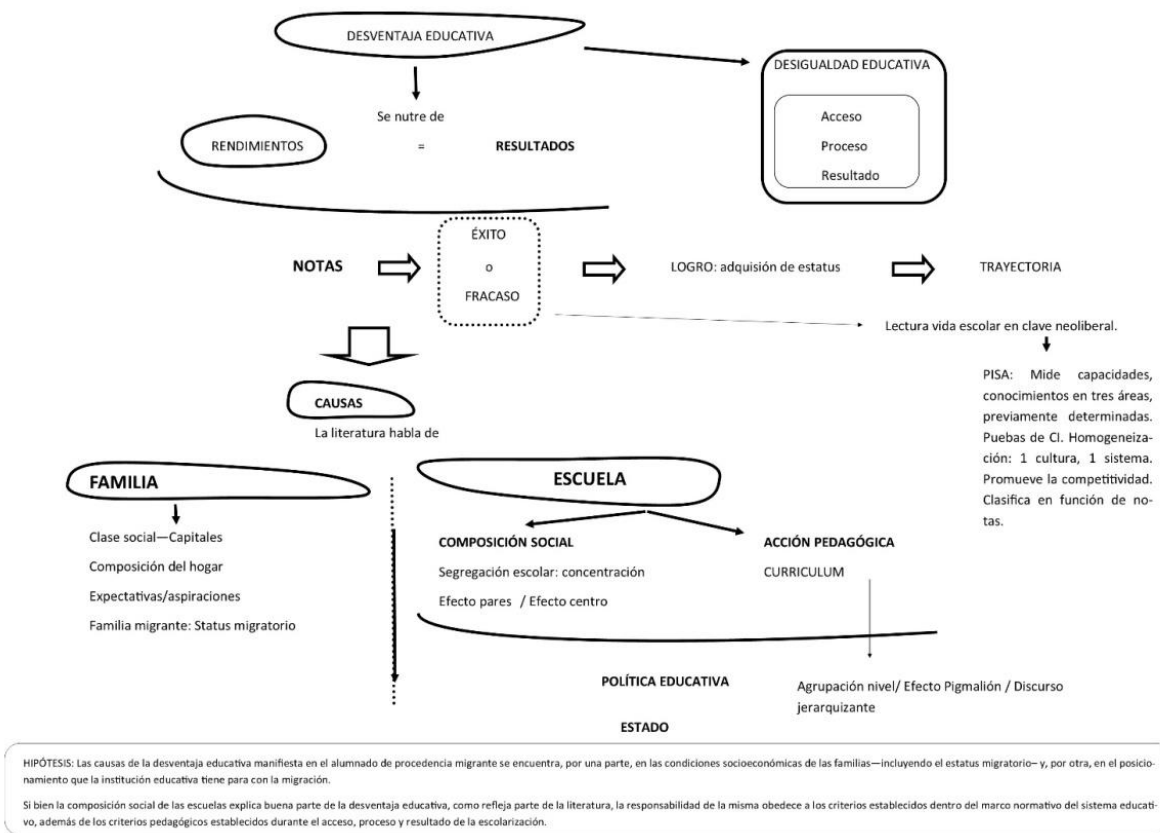 DESVENTAJA EDUCATIVA
DESIGUALDAD EDUCATIVA
Acceso
Proceso
Resultado
Se nutre de
RENDIMIENTOS = RESULTADOS
ÉXITO
o
FRACASO
NOTAS
LOGRO: adquisión de estatus
TRAYECTORIA
Lectura vida escolar en clave neoliberal.
PISA: Mide capacidades,
conocimientos en tres áreas,
previamente determinadas.
Puebas de CI. Homogeneiza-
ción: 1 cultura, 1 sistema.
Promueve la competitividad.
Clasifica en función de no-
tas.
CAUSAS
La literatura habla de
FAMILIA
Clase social—Capitales
Composición del hogar
Expectativas/aspiraciones
Familia migrante: Status migratorio
ESCUELA
COMPOSICIÓN SOCIAL
Segregación escolar: concentración
Efecto pares / Efecto centro
ACCIÓN PEDAGÓGICA
CURRICULUM
POLÍTICA EDUCATIVA
Agrupación nivel/ Efecto Pigmalión / Discurso
jerarquizante
ESTADO
HIPÓTESIS: Las causas de la desventaja educativa manifiesta en el alumnado de procedencia migrante se encuentra, por una parte, en las condiciones socioeconómicas de las familias—incluyendo el estatus migratorio– y, por otra, en el posicio-
namiento que la institución educativa tiene para con la migración.
Si bien la composición social de las escuelas explica buena parte de la desventaja educativa, como refleja parte de la literatura, la responsabilidad de la misma obedece a los criterios establecidos dentro del marco normativo del sistema educati-
vo, además de los criterios pedagógicos establecidos durante el acceso, proceso y resultado de la escolarización.